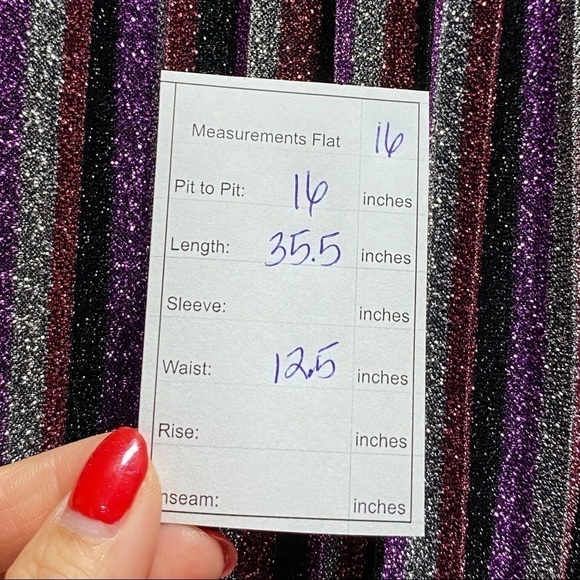 Measurements Flat 16
Pit to Pit: 16 inches
Length: 35.5 inches
Sleeve: inches
Waist: 12.5 inches
Rise: inches
nseam: inches